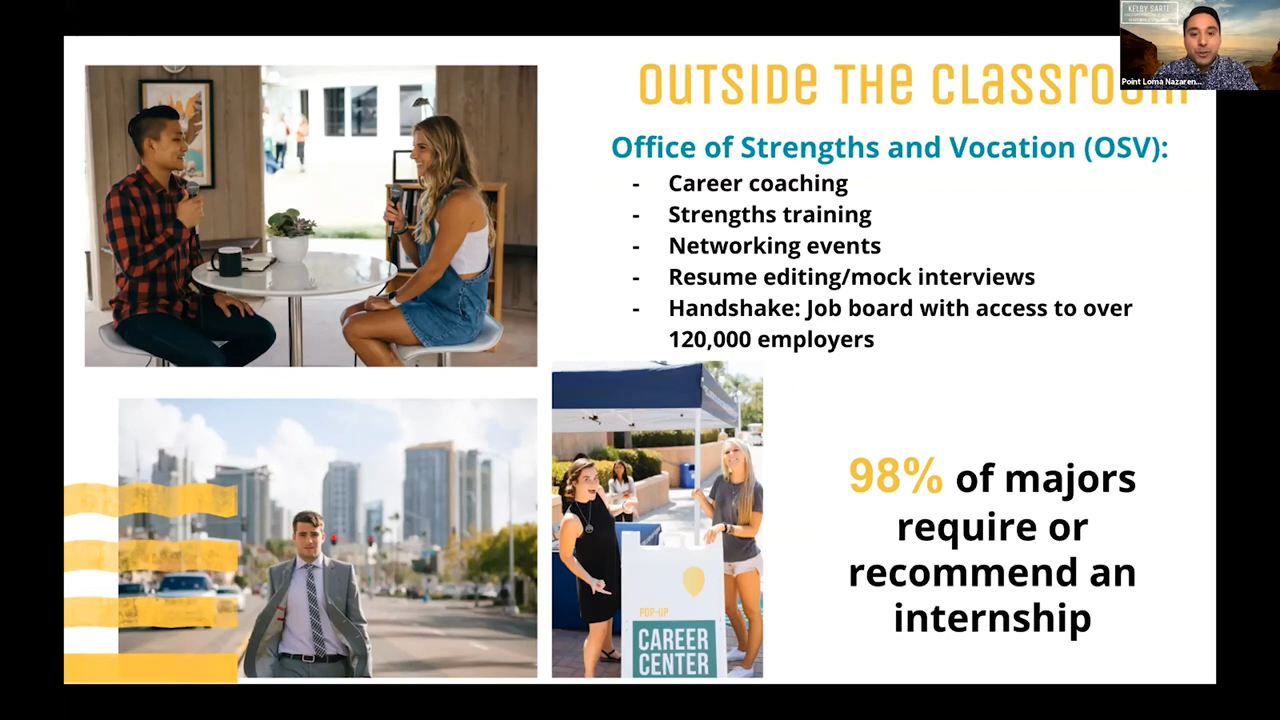 OUTSIDE THE CLASSROOM
Office of Strengths and Vocation (OSV):
- Career coaching
- Strengths training
- Networking events
- Resume editing/mock interviews
- Handshake: Job board with access to over
120,000 employers
98% of majors
require or
recommend an
internship
POP-UP
CAREER
CENTER
KELBY SARTI
Point Loma Nazaren...